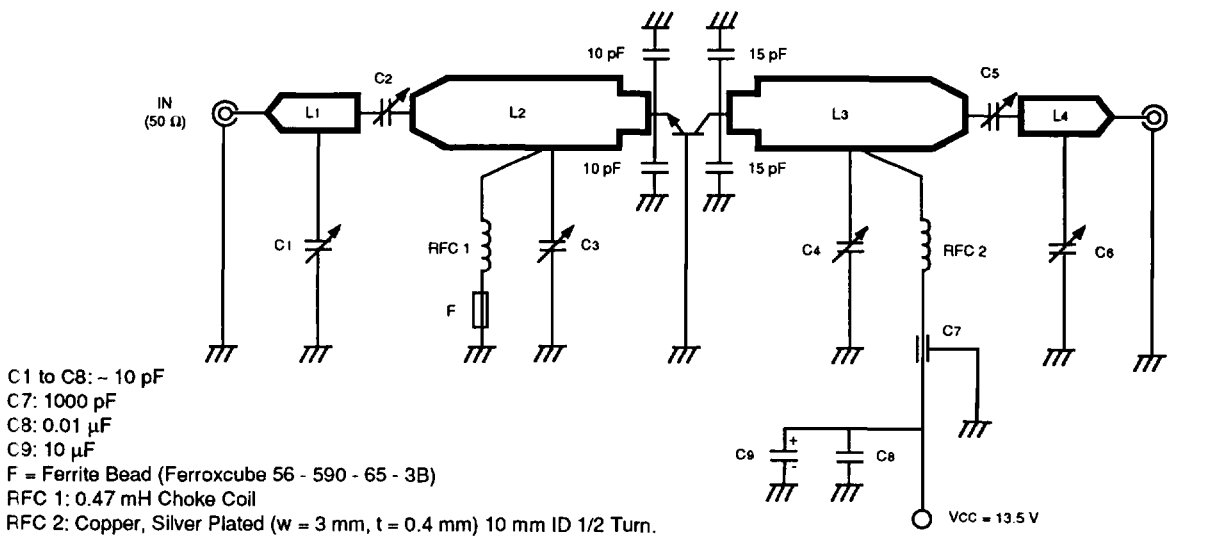 10 pF
15 pF
C2
C5
IN
(50 Ω)
L1
L2
L3
L4
10 pF
15 pF
C1
RFC 1
C3
C4
RFC 2
C6
F
C7
C1 to C8: ~ 10 pF
C7: 1000 pF
C8: 0.01 µF
C9: 10 µF
C9
+
-
C8
F = Ferrite Bead (Ferroxcube 56 - 590 - 65 - 3B)
RFC 1: 0.47 mH Choke Coil
RFC 2: Copper, Silver Plated (w = 3 mm, t = 0.4 mm) 10 mm ID 1/2 Turn.
VCC = 13.5 V